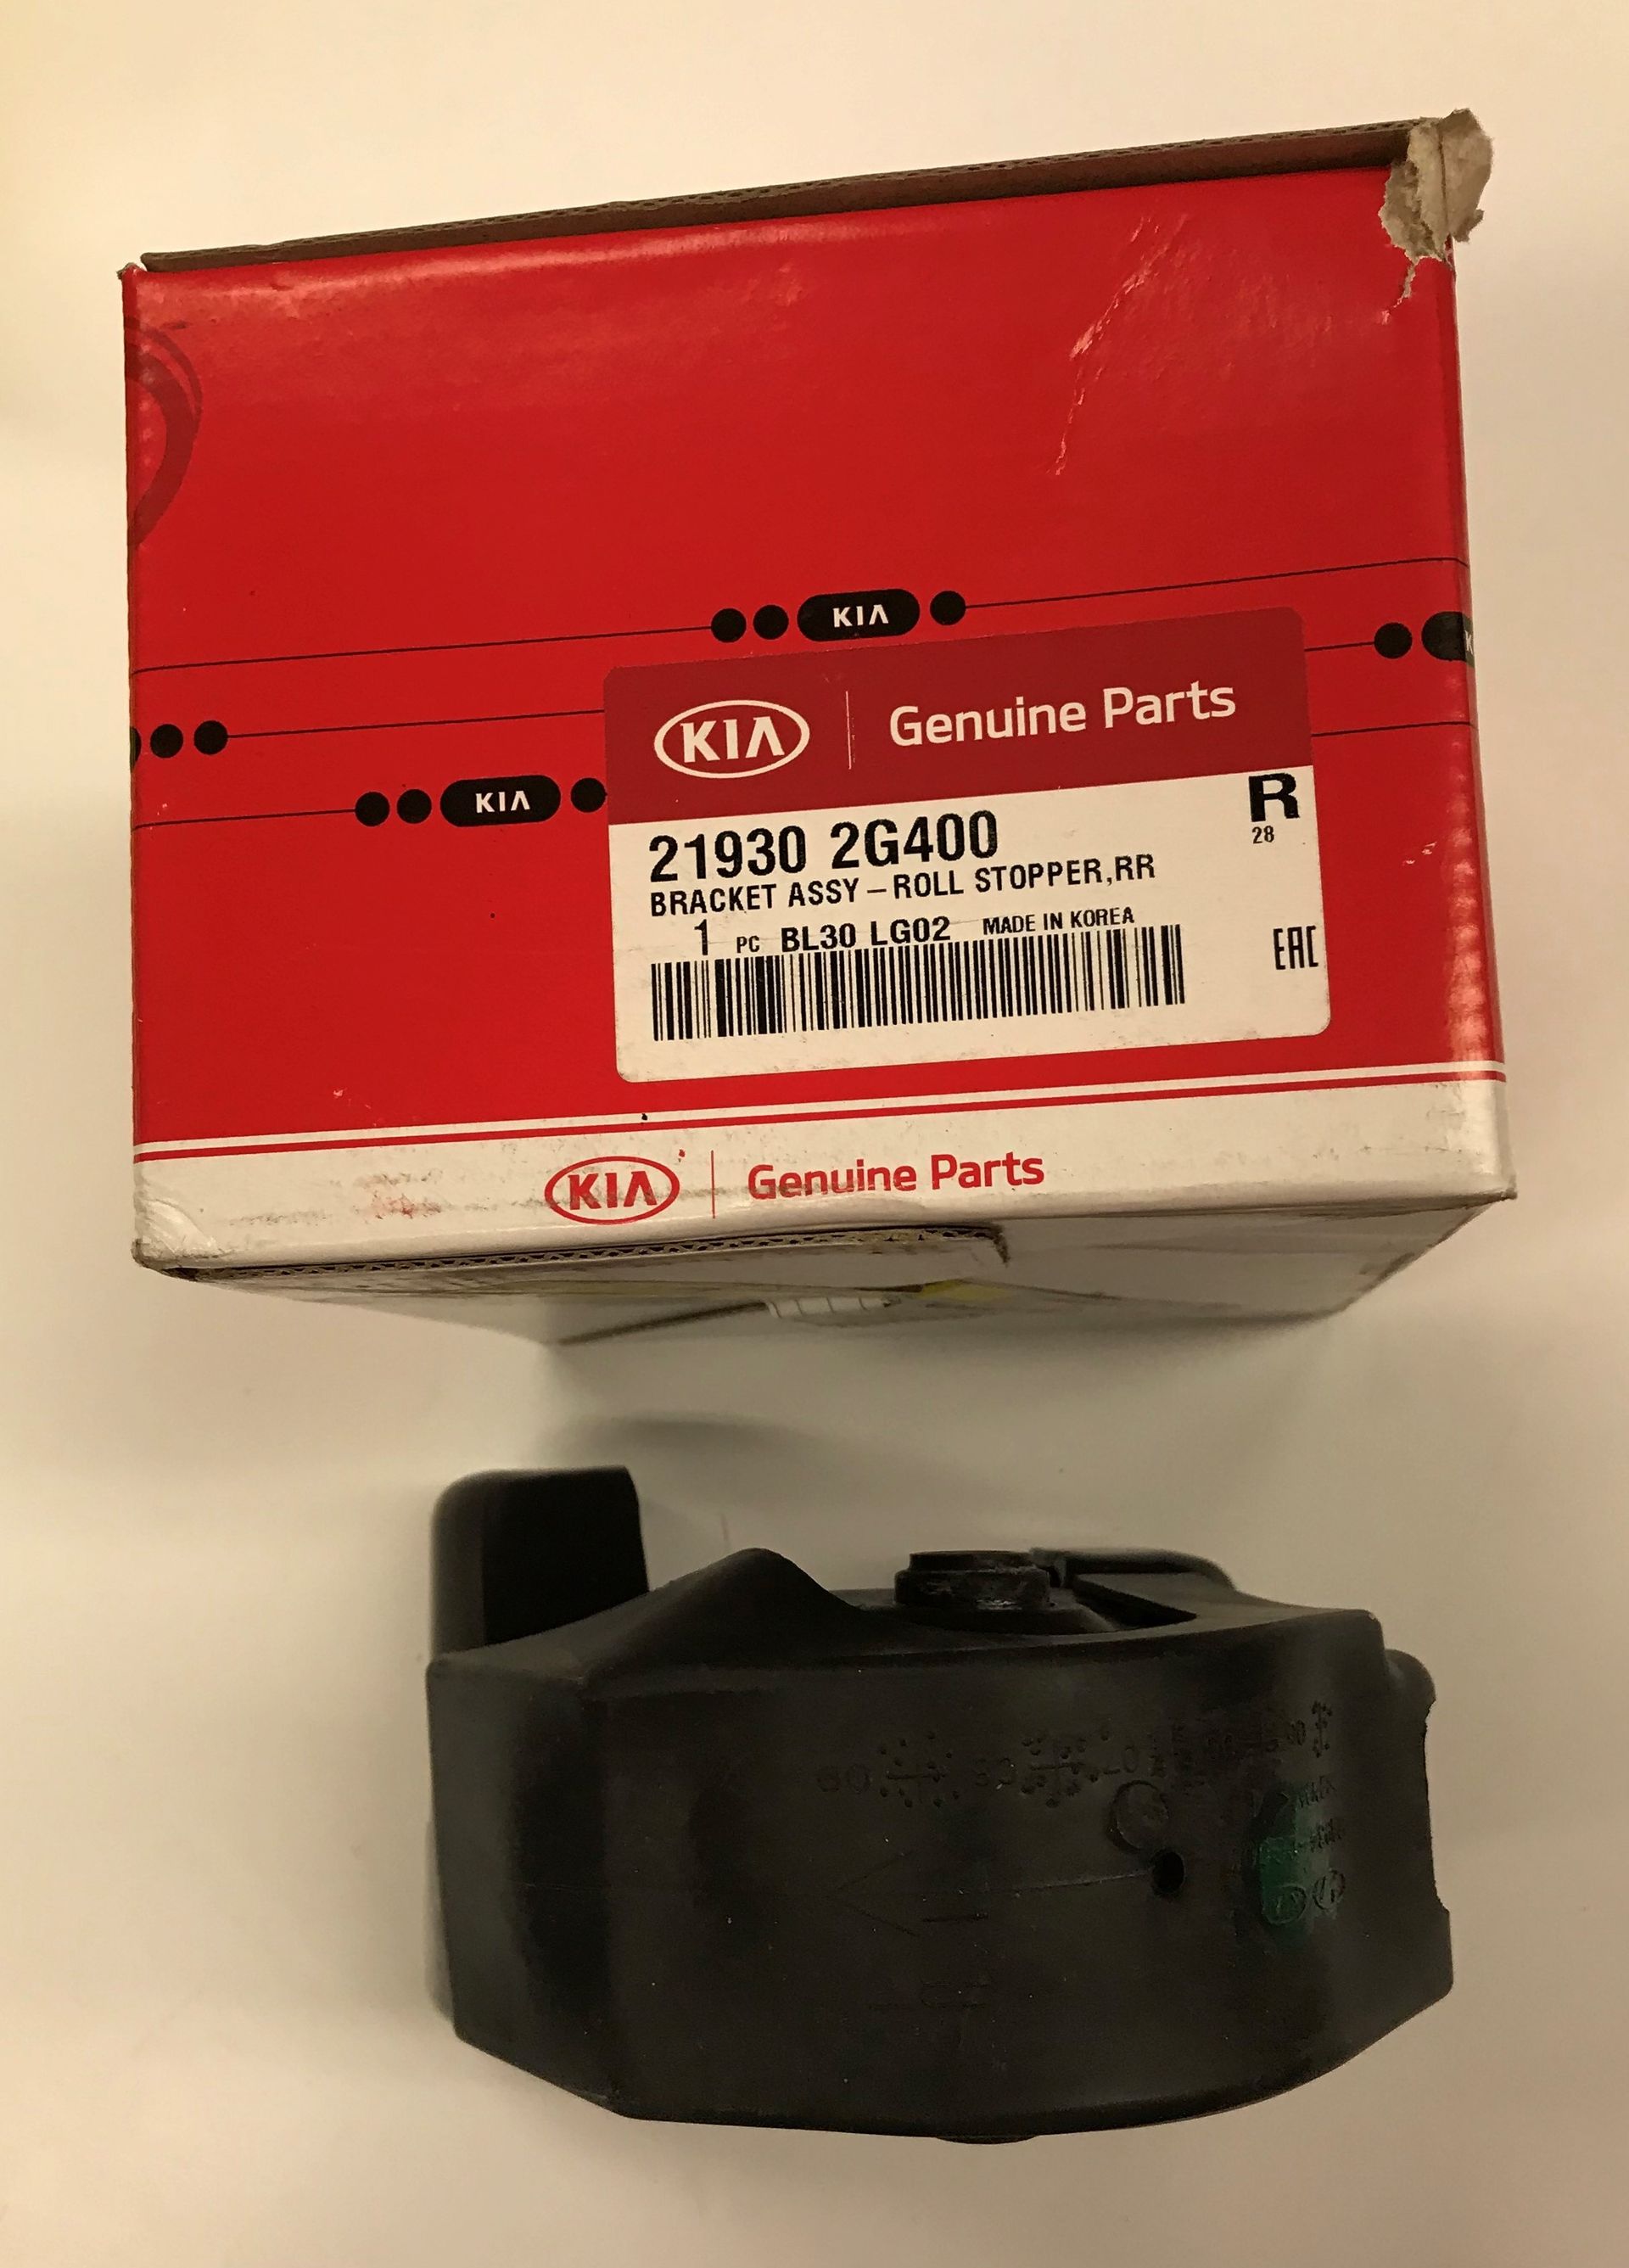 KIA
KIA
KIA Genuine Parts
R
28
21930 2G400
BRACKET ASSY-ROLL STOPPER,RR
1 PC BL30 LG02 MADE IN KOREA
EAC
KIA Genuine Parts